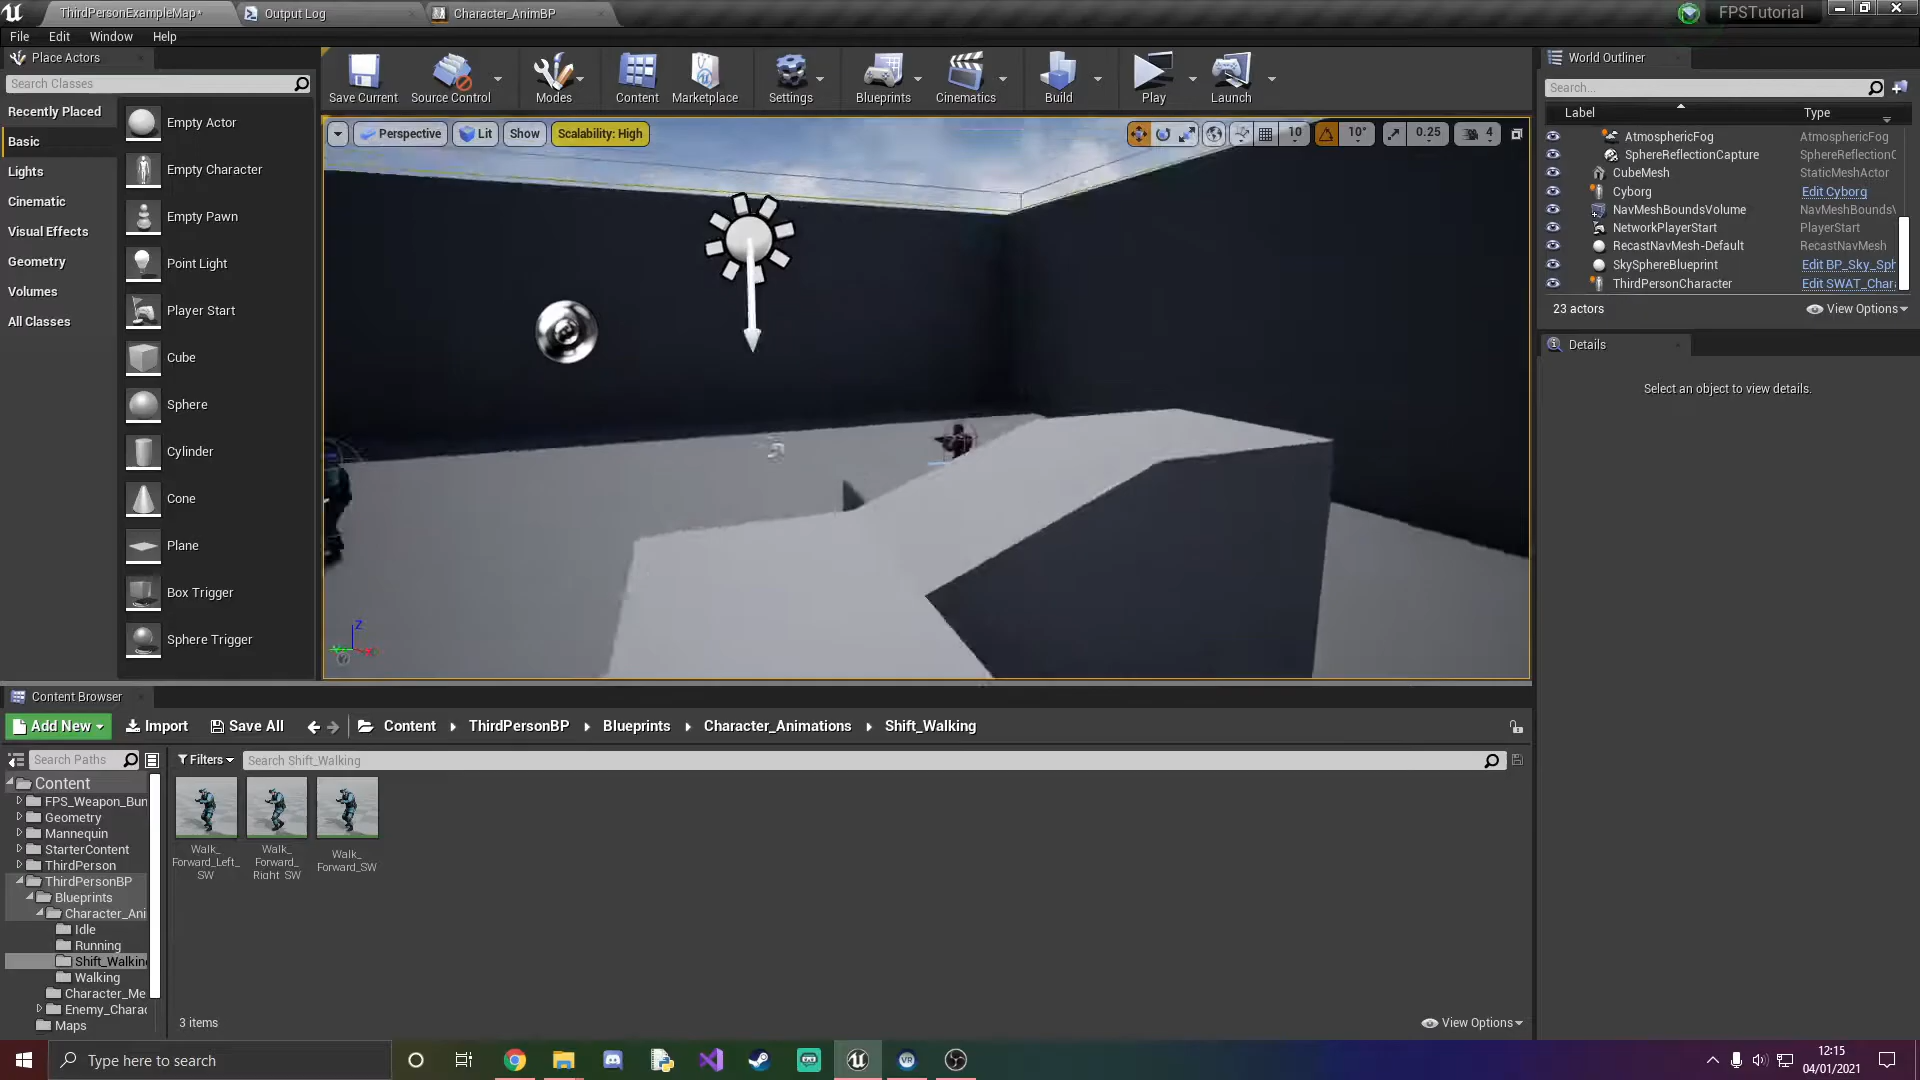 ThirdPersonExampleMap*
Output Log
Character_AnimBP
FPSTutorial
File Edit Window Help
Place Actors
Search Classes
Recently Placed
Basic
Lights
Cinematic
Visual Effects
Geometry
Volumes
All Classes
Empty Actor
Empty Character
Empty Pawn
Point Light
Player Start
Cube
Sphere
Cylinder
Cone
Plane
Box Trigger
Sphere Trigger
Save Current
Source Control
Modes
Content
Marketplace
Settings
Blueprints
Cinematics
Build
Play
Launch
Perspective
Lit
Show
Scalability: High
10
10°
0.25
4
Z
World Outliner
Search...
Label Type
AtmosphericFog AtmosphericFog
SphereReflectionCapture SphereReflectionC
CubeMesh StaticMeshActor
Cyborg Edit Cyborg
NavMeshBoundsVolume NavMeshBoundsV
NetworkPlayerStart PlayerStart
RecastNavMesh-Default RecastNavMesh
SkySphereBlueprint Edit BP_Sky_Sph
ThirdPersonCharacter Edit SWAT_Char
23 actors
View Options
Details
Select an object to view details.
Content Browser
Add New
Import
Save All
Content
ThirdPersonBP
Blueprints
Character_Animations
Shift_Walking
Search Paths
Filters
Search Shift_Walking
Content
FPS_Weapon_Bun
Geometry
Mannequin
StarterContent
ThirdPerson
ThirdPersonBP
Blueprints
Character_Ani
Idle
Running
Shift_Walking
Walking
Character_Me
Enemy_Charac
Maps
Walk_
Forward_Left_
SW
Walk_
Forward_
Right_SW
Walk_
Forward_SW
3 items
View Options
Type here to search
12:15
04/01/2021